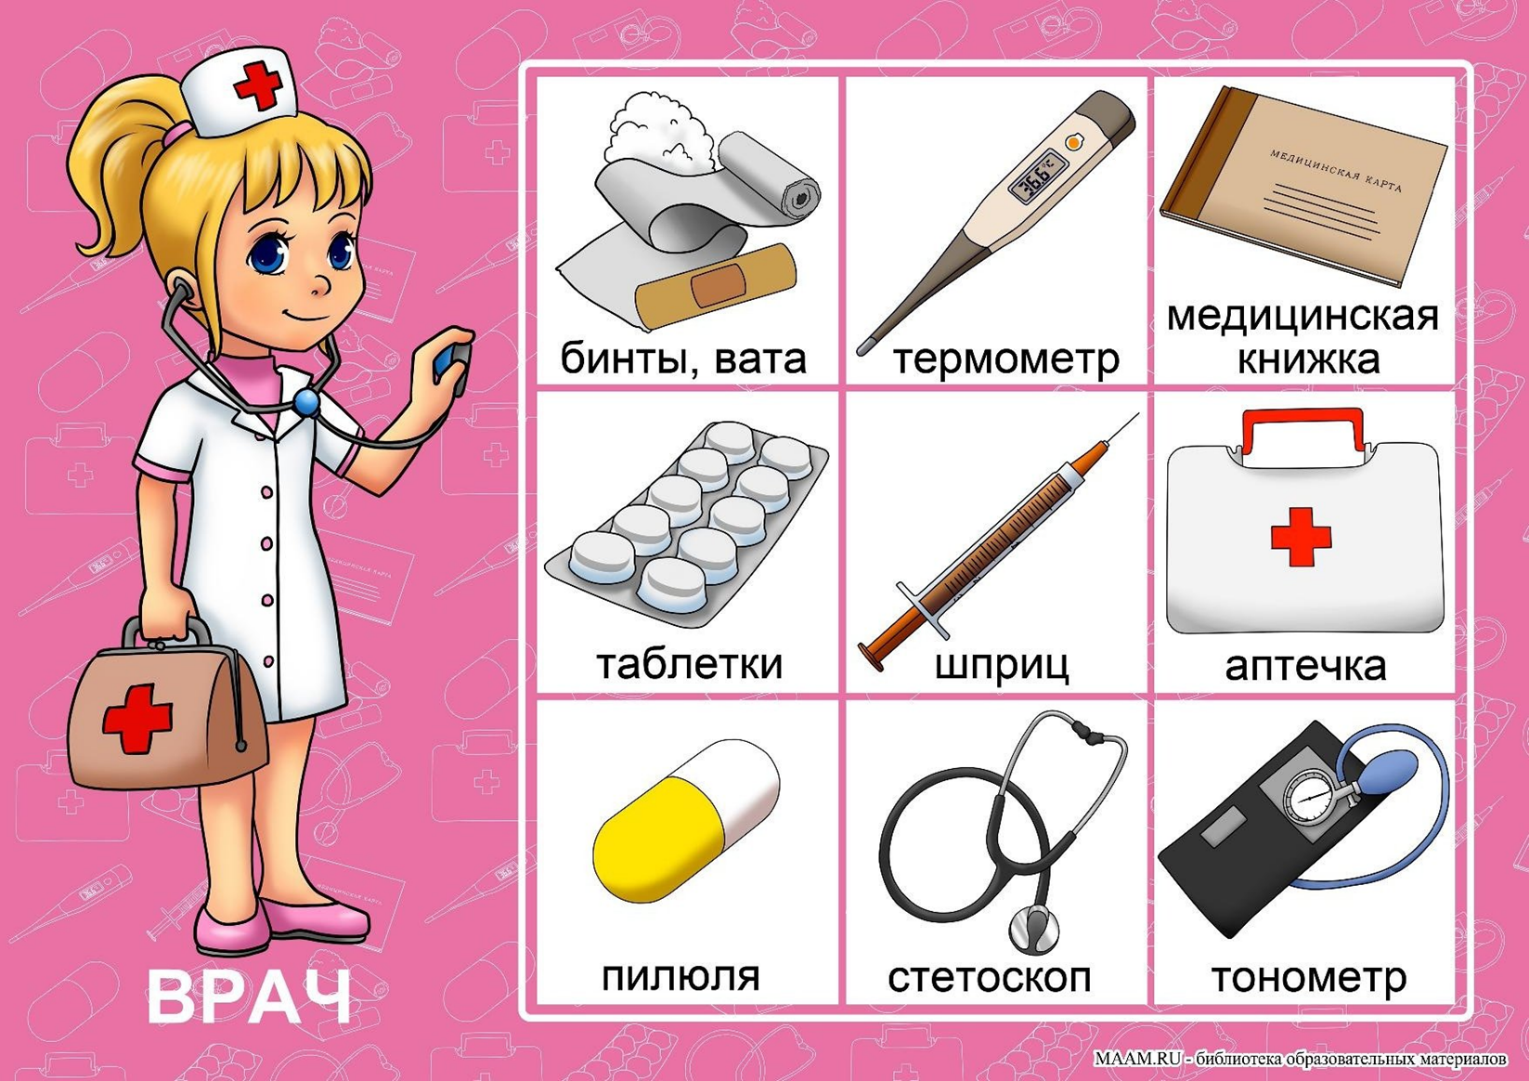 бинты, вата
36.6°C
термометр
МЕДИЦИНСКАЯ КАРТА
медицинская
книжка
таблетки
шприц
аптечка
пилюля
стетоскоп
тонометр
ВРАЧ
MAAM.RU - библиотека образовательных материалов